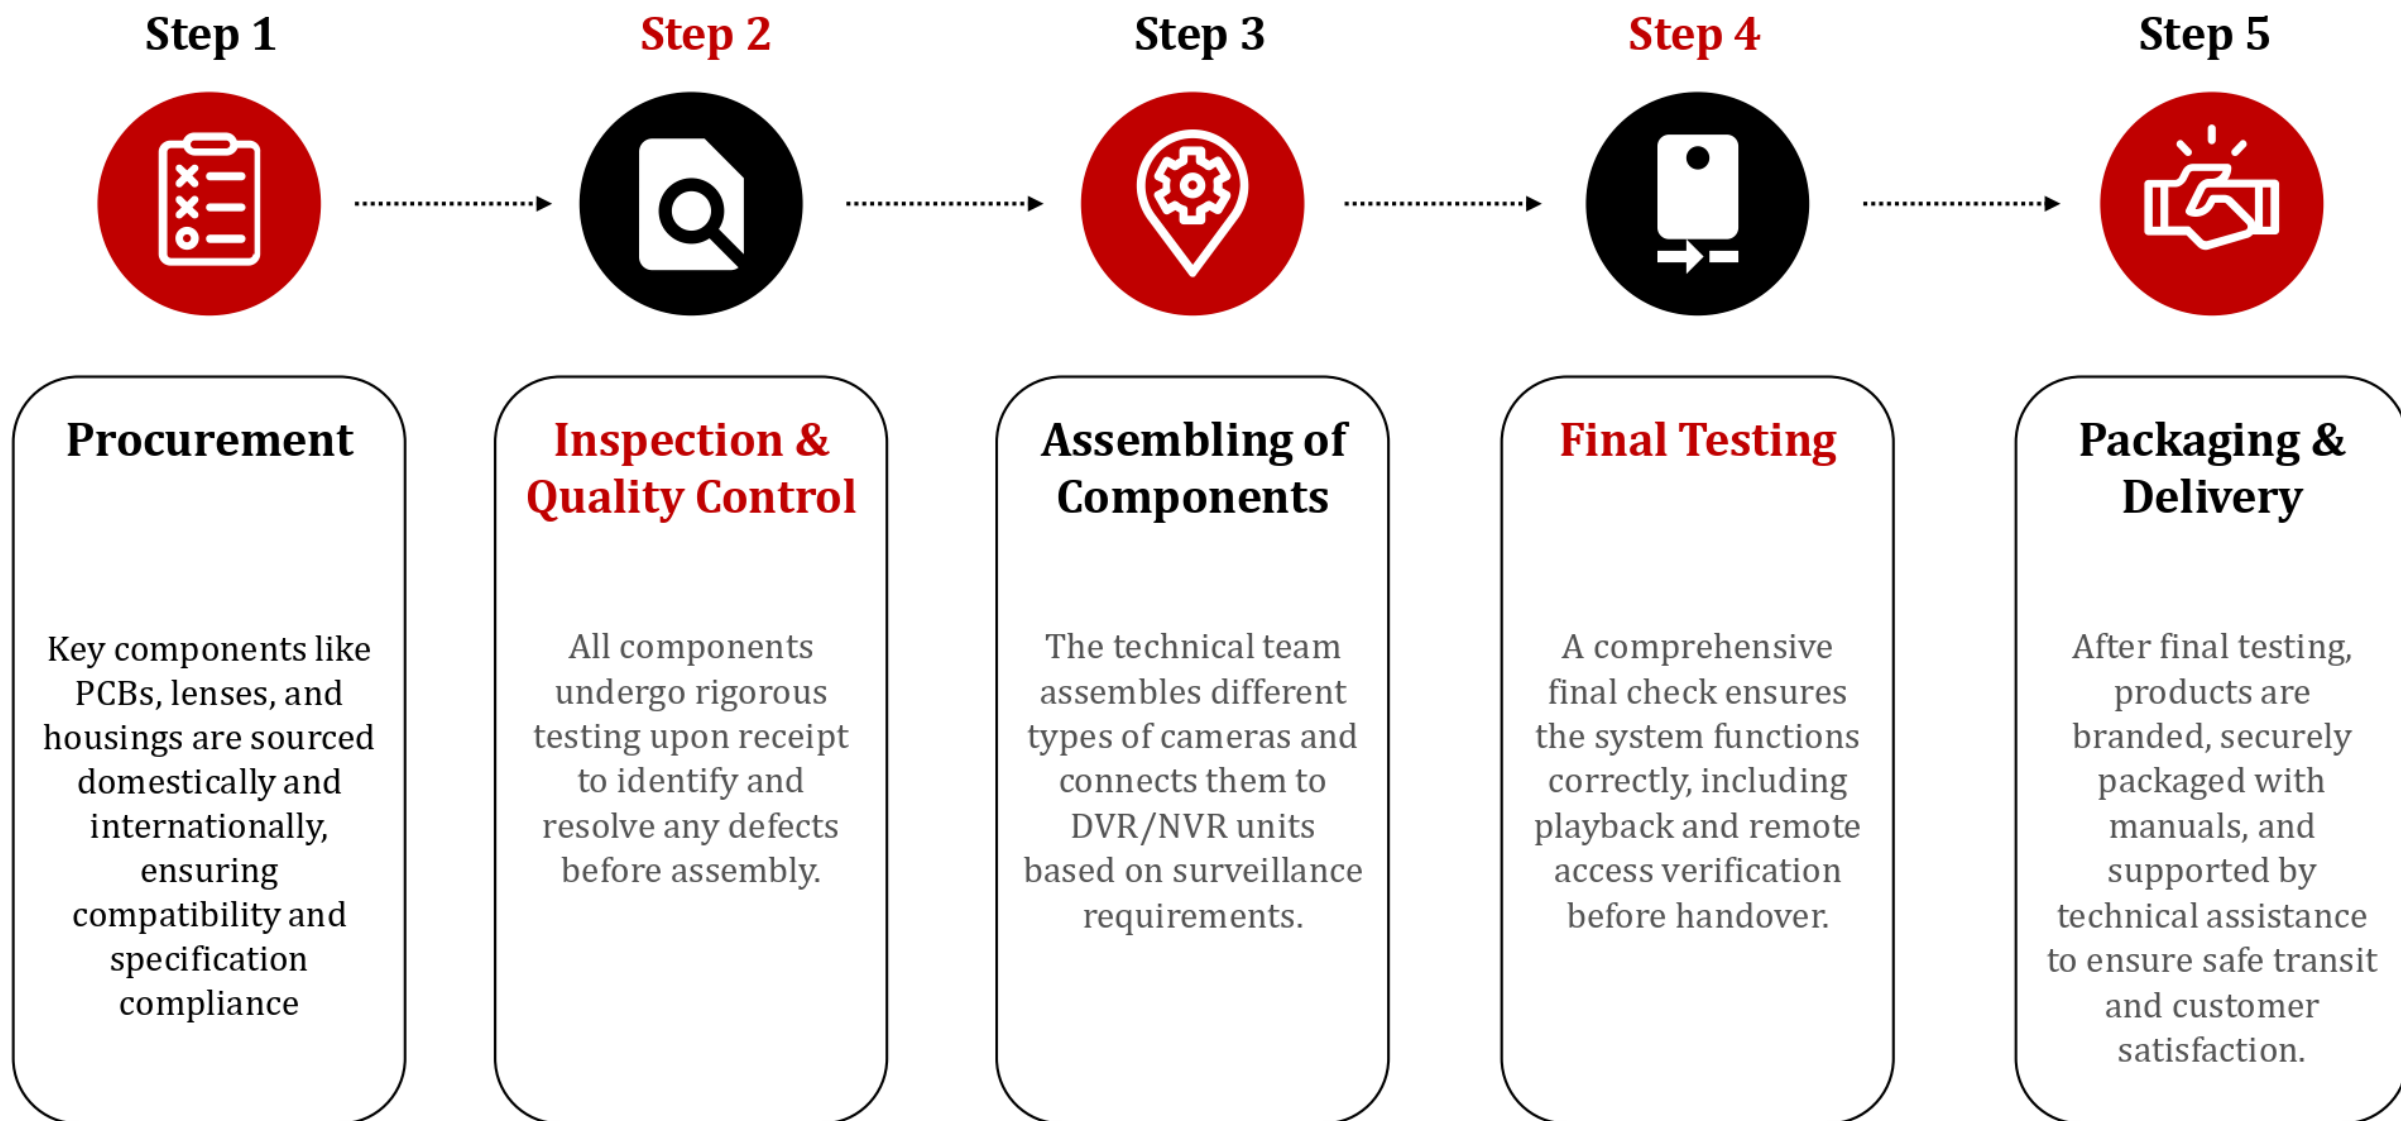 Step 1
Step 2
Step 3
Step 4
Step 5
Procurement
Key components like
PCBs, lenses, and
housings are sourced
domestically and
internationally,
ensuring
compatibility and
specification
compliance
Inspection &
Quality Control
All components
undergo rigorous
testing upon receipt
to identify and
resolve any defects
before assembly.
Assembling of
Components
The technical team
assembles different
types of cameras and
connects them to
DVR/NVR units
based on surveillance
requirements.
Final Testing
A comprehensive
final check ensures
the system functions
correctly, including
playback and remote
access verification
before handover.
Packaging &
Delivery
After final testing,
products are
branded, securely
packaged with
manuals, and
supported by
technical assistance
to ensure safe transit
and customer
satisfaction.